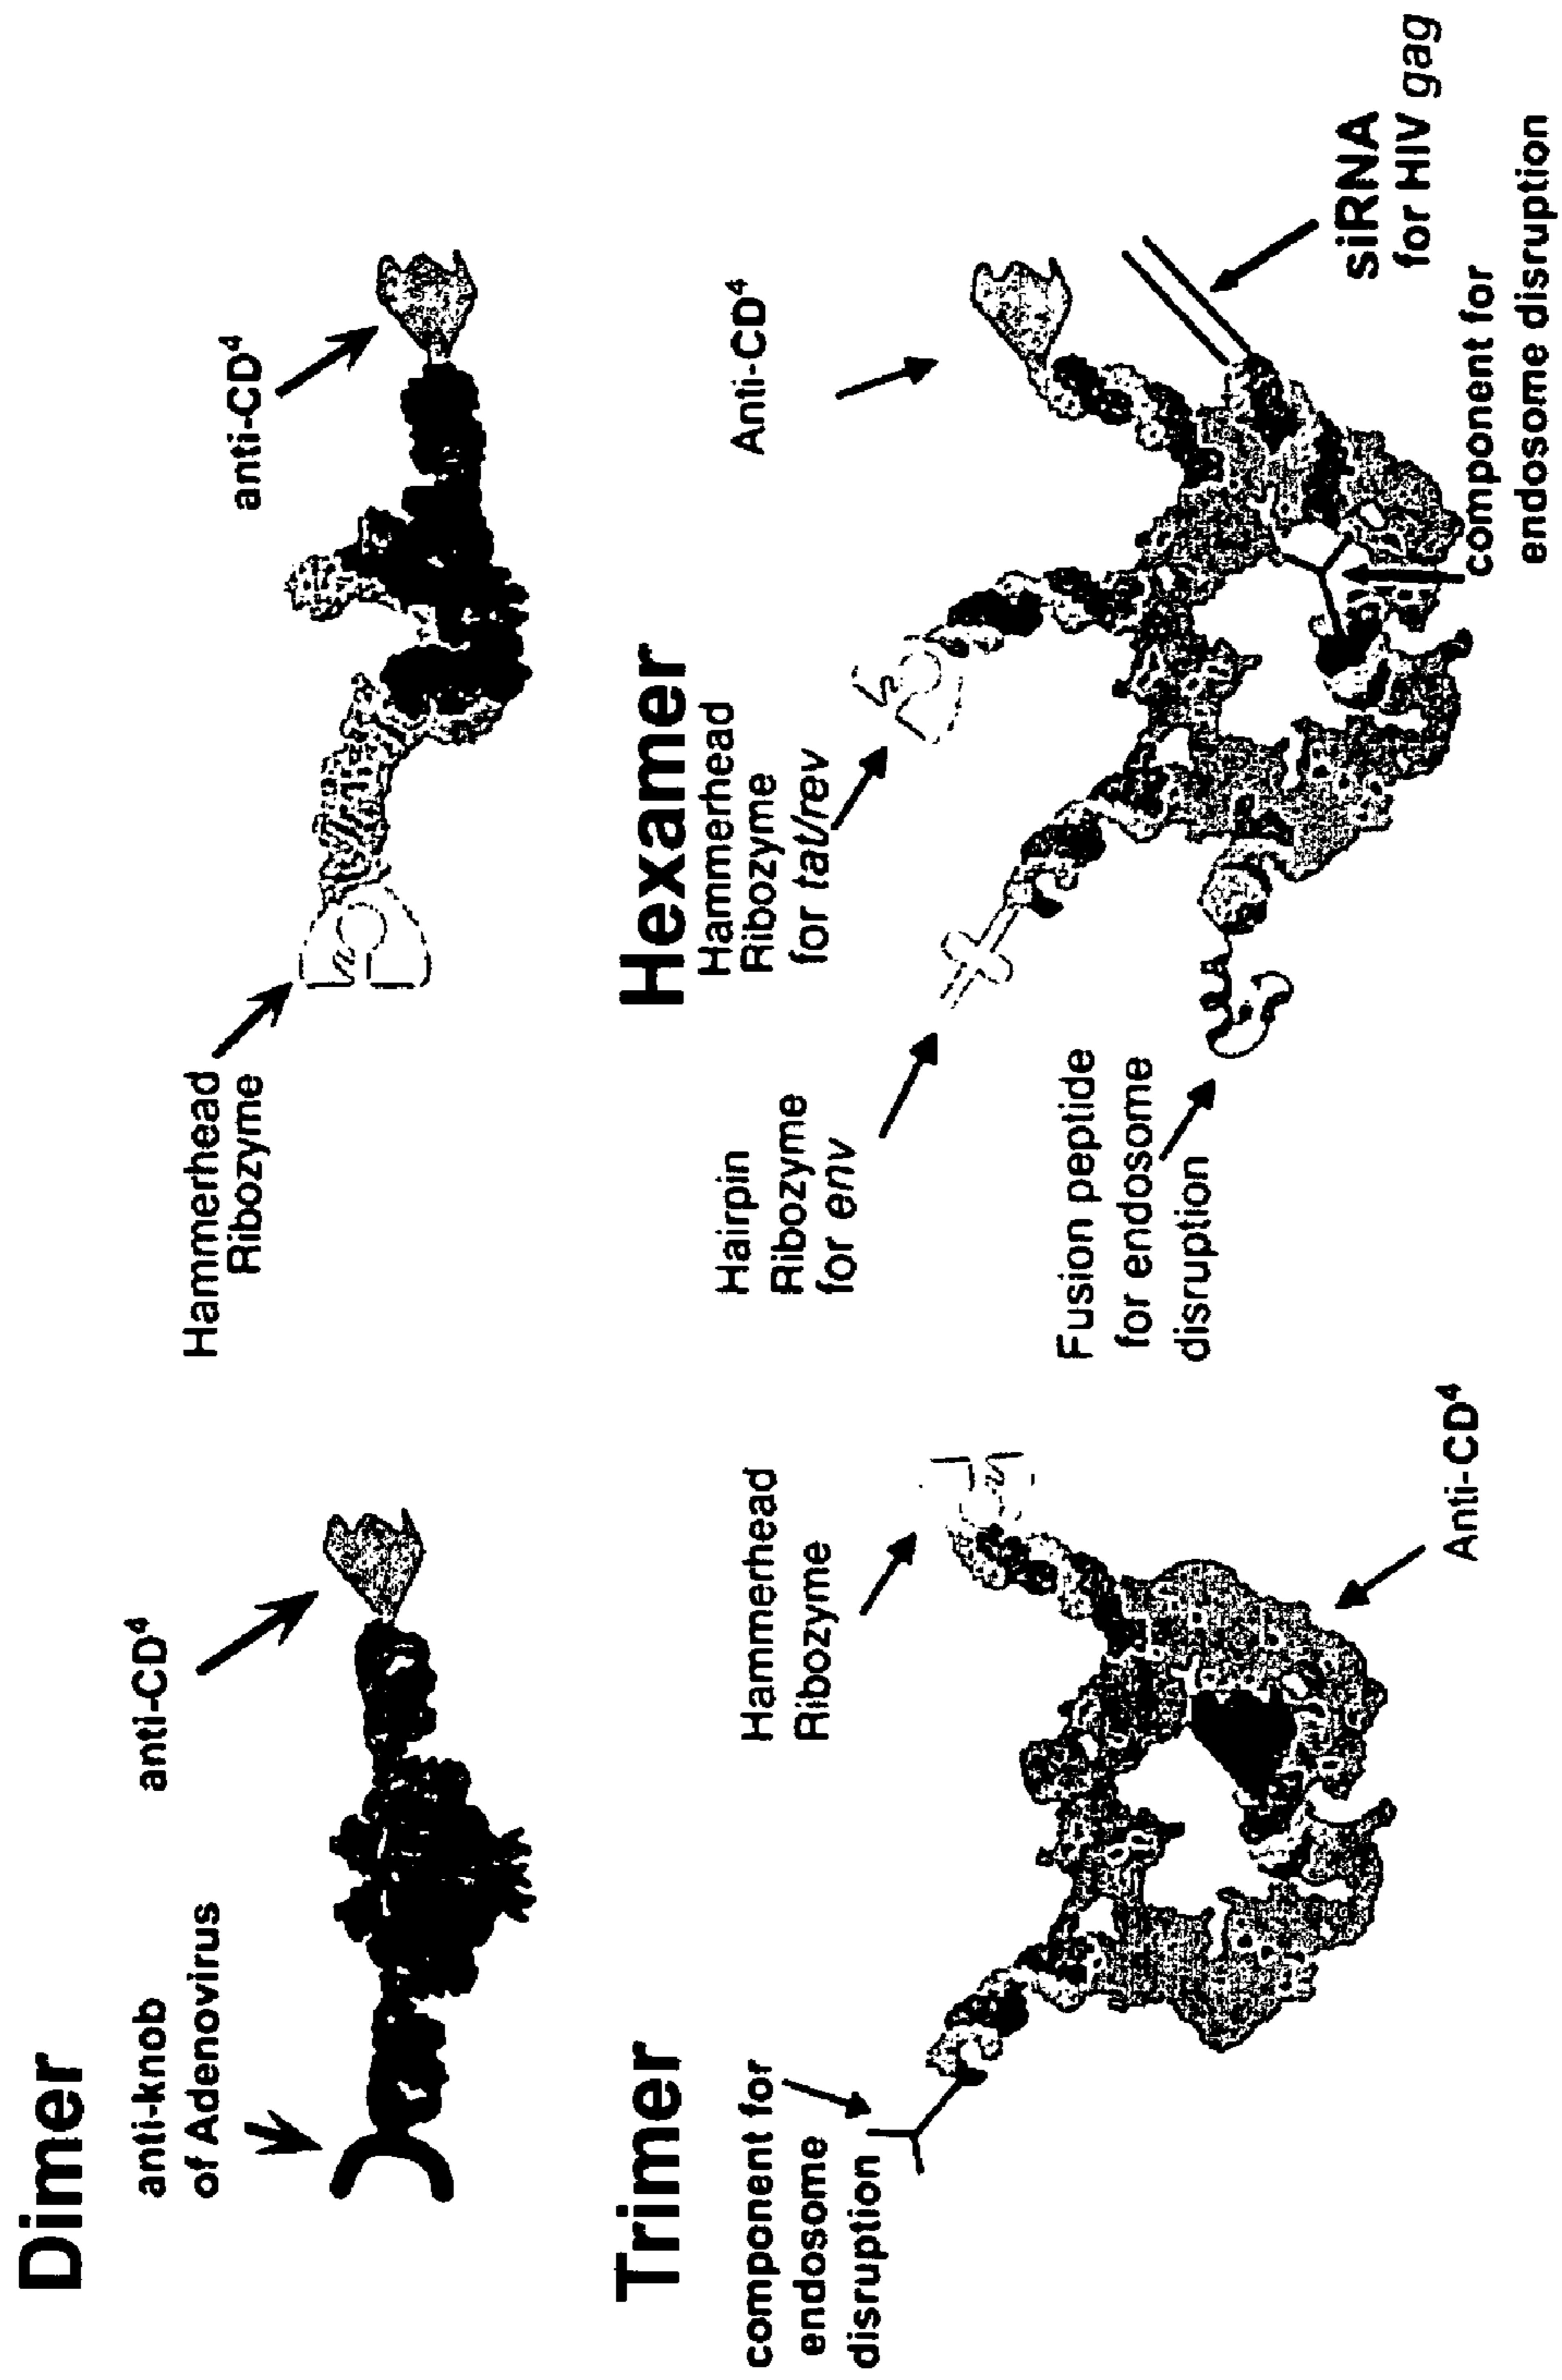 Dimer
anti-knob
of Adenovirus
anti-CD⁴
Hammerhead
Ribozyme
anti-CD⁴
Trimer
component for
endosome
disruption
Hammerhead
Ribozyme
Anti-CD⁴
Hexamer
Hammerhead
Ribozyme
for tat/rev
Hairpin
Ribozyme
for env
Anti-CD⁴
Fusion peptide
for endosome
disruption
siRNA
for HIV gag
component for
endosome disruption